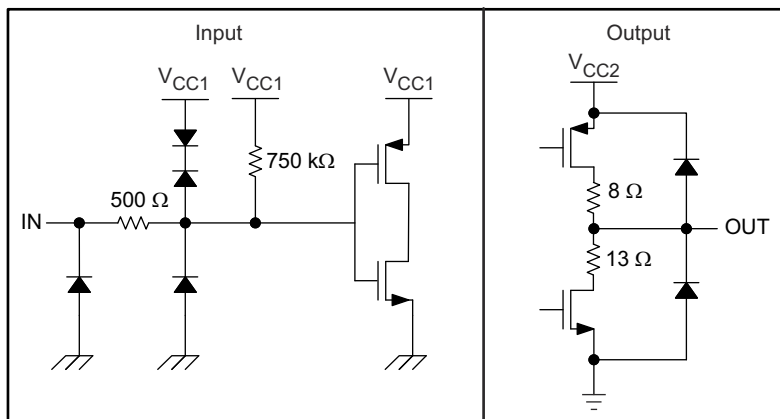 Input
Output
VCC1
VCC1
VCC1
VCC2
750 kΩ
500 Ω
IN
8 Ω
OUT
13 Ω